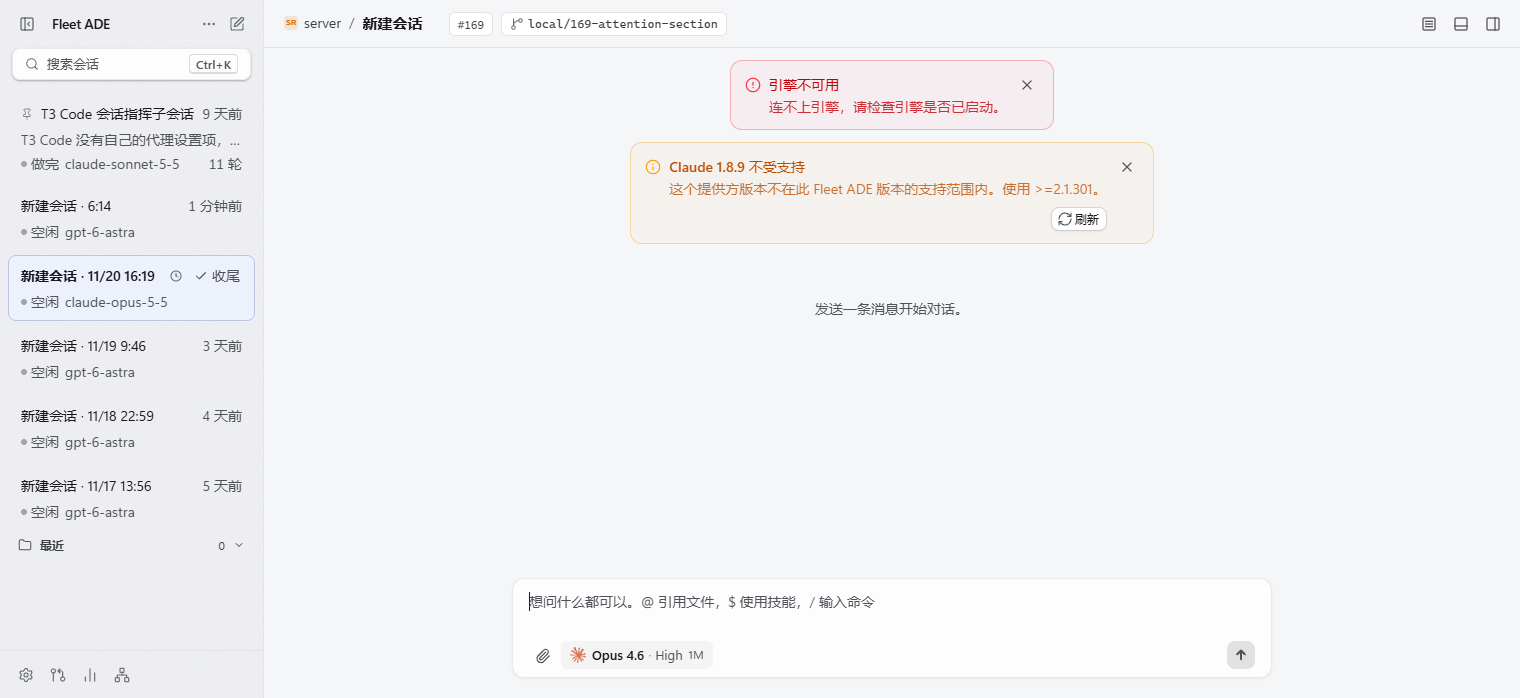 Fleet ADE
搜索会话 Ctrl+K
T3 Code 会话指挥子会话 9 天前
T3 Code 没有自己的代理设置项，...
做完 claude-sonnet-5-5 11 轮
新建会话 · 6:14 1 分钟前
空闲 gpt-6-astra
新建会话 · 11/20 16:19 收尾
空闲 claude-opus-5-5
新建会话 · 11/19 9:46 3 天前
空闲 gpt-6-astra
新建会话 · 11/18 22:59 4 天前
空闲 gpt-6-astra
新建会话 · 11/17 13:56 5 天前
空闲 gpt-6-astra
最近 0
SR server / 新建会话 #169 local/169-attention-section
引擎不可用
连不上引擎，请检查引擎是否已启动。
Claude 1.8.9 不受支持
这个提供方版本不在此 Fleet ADE 版本的支持范围内。使用 >=2.1.301。
刷新
发送一条消息开始对话。
想问什么都可以。@ 引用文件，$ 使用技能，/ 输入命令
Opus 4.6 · High 1M